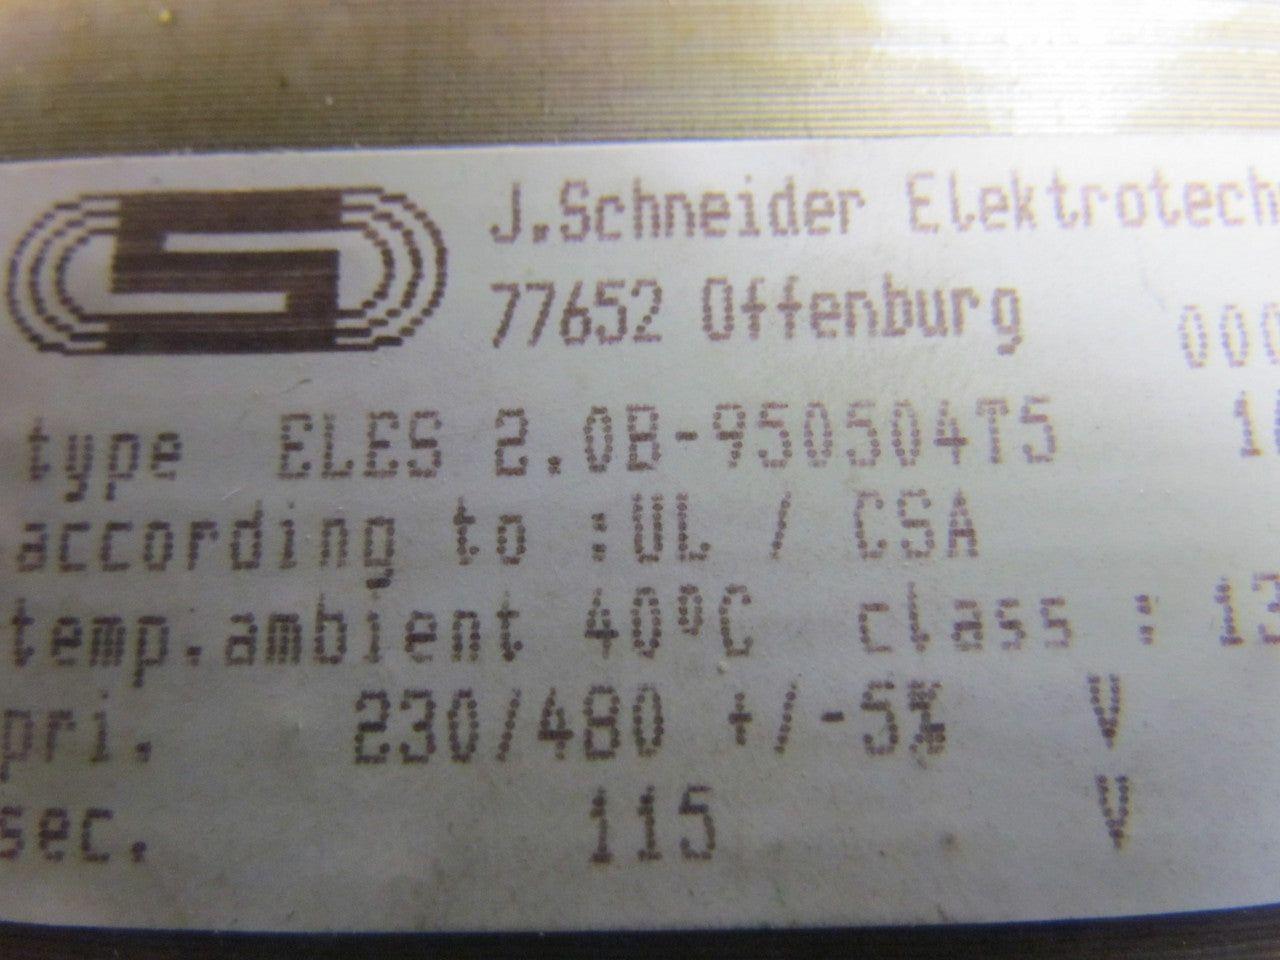 J.Schneider Elektrotech
77652 Offenburg
000
type ELES 2.0B-950504T5
according to :UL / CSA
temp.ambient 40°C class :
pri. 230/480 +/-5% V
sec. 115 V